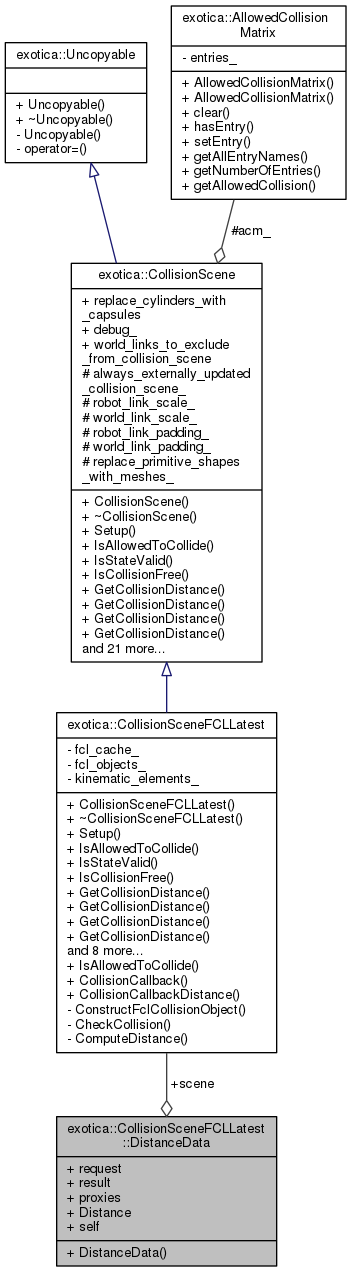 exotica::AllowedCollision
Matrix
- entries_
+ AllowedCollisionMatrix()
+ AllowedCollisionMatrix()
+ clear()
+ hasEntry()
+ setEntry()
+ getAllEntryNames()
+ getNumberOfEntries()
+ getAllowedCollision()
exotica::Uncopyable
+ Uncopyable()
+ ~Uncopyable()
- Uncopyable()
- operator=()
#acm_
exotica::CollisionScene
+ replace_cylinders_with
_capsules
+ debug_
+ world_links_to_exclude
_from_collision_scene
# always_externally_updated
_collision_scene_
# robot_link_scale_
# world_link_scale_
# robot_link_padding_
# world_link_padding_
# replace_primitive_shapes
_with_meshes_
+ CollisionScene()
+ ~CollisionScene()
+ Setup()
+ IsAllowedToCollide()
+ IsStateValid()
+ IsCollisionFree()
+ GetCollisionDistance()
+ GetCollisionDistance()
+ GetCollisionDistance()
+ GetCollisionDistance()
and 21 more...
exotica::CollisionSceneFCLLatest
- fcl_cache_
- fcl_objects_
- kinematic_elements_
+ CollisionSceneFCLLatest()
+ ~CollisionSceneFCLLatest()
+ Setup()
+ IsAllowedToCollide()
+ IsStateValid()
+ IsCollisionFree()
+ GetCollisionDistance()
+ GetCollisionDistance()
+ GetCollisionDistance()
+ GetCollisionDistance()
and 8 more...
+ IsAllowedToCollide()
+ CollisionCallback()
+ CollisionCallbackDistance()
- ConstructFclCollisionObject()
- CheckCollision()
- ComputeDistance()
+scene
exotica::CollisionSceneFCLLatest
::DistanceData
+ request
+ result
+ proxies
+ Distance
+ self
+ DistanceData()